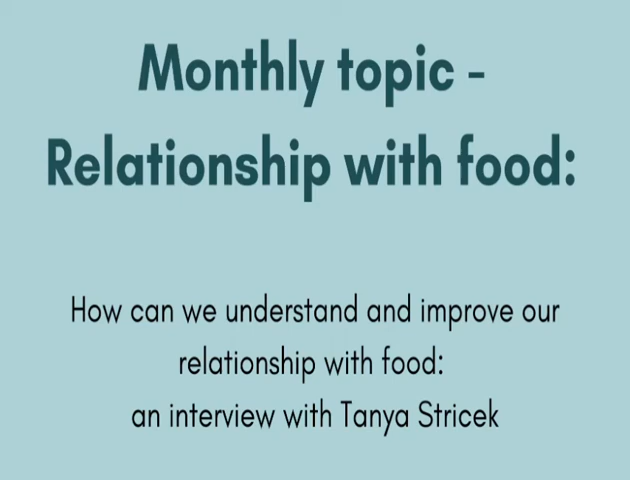 Monthly topic -
Relationship with food:
How can we understand and improve our
relationship with food:
an interview with Tanya Stricek